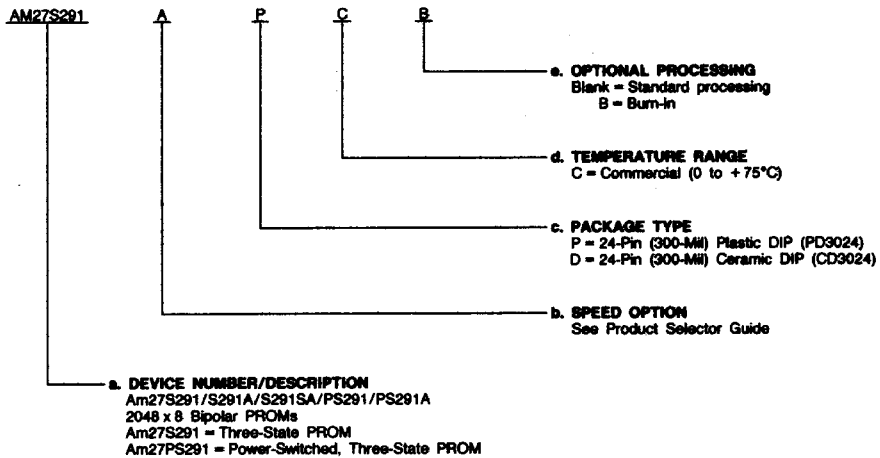 AM27S291 A P C B
e. OPTIONAL PROCESSING
Blank = Standard processing
B = Burn-In
d. TEMPERATURE RANGE
C = Commercial (0 to +75°C)
c. PACKAGE TYPE
P = 24-Pin (300-Mil) Plastic DIP (PD3024)
D = 24-Pin (300-Mil) Ceramic DIP (CD3024)
b. SPEED OPTION
See Product Selector Guide
a. DEVICE NUMBER/DESCRIPTION
Am27S291/S291A/S291SA/PS291/PS291A
2048 x 8 Bipolar PROMs
Am27S291 = Three-State PROM
Am27PS291 = Power-Switched, Three-State PROM